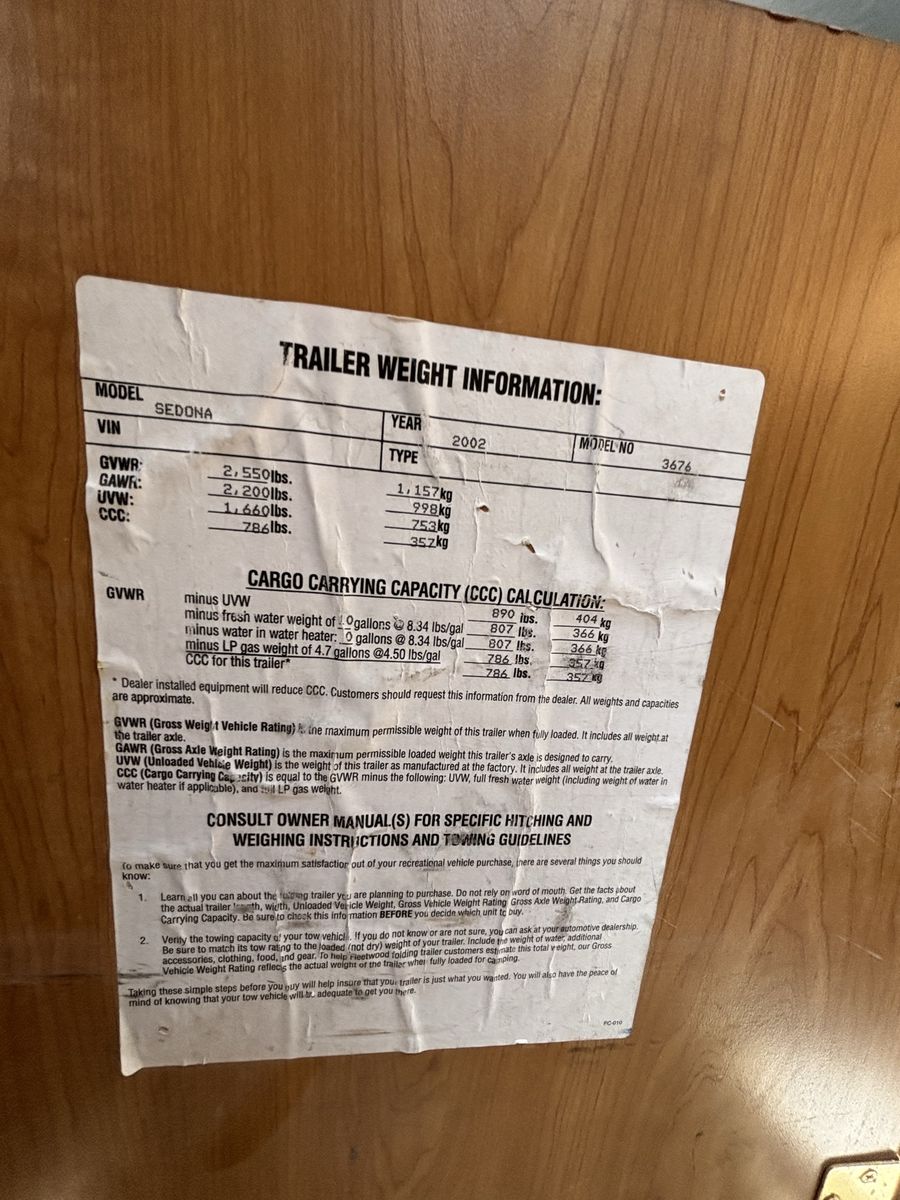 TRAILER WEIGHT INFORMATION:
MODEL SEDONA YEAR 2002 MODEL NO 3676
VIN TYPE
GVWR: 2,550lbs. 1,157kg
GAWR: 2,200lbs. 998kg
UVW: 1,660lbs. 753kg
CCC: 786lbs. 357kg
CARGO CARRYING CAPACITY (CCC) CALCULATION:
GVWR minus UVW 890 lbs. 404 kg
minus fresh water weight of 10gallons @ 8.34 lbs/gal 807 lbs. 366 kg
minus water in water heater: 0 gallons @ 8.34 lbs/gal 807 lbs. 366 kg
minus LP gas weight of 4.7 gallons @4.50 lbs/gal 786 lbs. 357 kg
CCC for this trailer* 786 lbs. 357 kg
* Dealer installed equipment will reduce CCC. Customers should request this information from the dealer. All weights and capacities
are approximate.
GVWR (Gross Weight Vehicle Rating) is the maximum permissible weight of this trailer when fully loaded. It includes all weight at
the trailer axle.
GAWR (Gross Axle Weight Rating) is the maximum permissible loaded weight this trailer's axle is designed to carry.
UVW (Unloaded Vehicle Weight) is the weight of this trailer as manufactured at the factory. It includes all weight at the trailer axle.
CCC (Cargo Carrying Capacity) is equal to the GVWR minus the following: UVW, full fresh water weight (including weight of water in
water heater if applicable), and full LP gas weight.
CONSULT OWNER MANUAL(S) FOR SPECIFIC HITCHING AND
WEIGHING INSTRUCTIONS AND TOWING GUIDELINES
To make sure that you get the maximum satisfaction out of your recreational vehicle purchase, there are several things you should
know:
1. Learn all you can about the folding trailer you are planning to purchase. Do not rely on word of mouth. Get the facts about
the actual trailer length, width, Unloaded Vehicle Weight, Gross Vehicle Weight Rating Gross Axle Weight Rating, and Cargo
Carrying Capacity. Be sure to check this information BEFORE you decide which unit to buy.
2. Verify the towing capacity of your tow vehicle. If you do not know or are not sure, you can ask at your automotive dealership.
Be sure to match its tow rating to the loaded (not dry) weight of your trailer. Include the weight of water, additional
accessories, clothing, food, and gear. To help Fleetwood folding trailer customers estimate this total weight, our Gross
Vehicle Weight Rating reflects the actual weight of the trailer when fully loaded for camping.
Taking these simple steps before you buy will help insure that your trailer is just what you wanted. You will also have the peace of
mind of knowing that your tow vehicle will be adequate to get you there.
PC-010